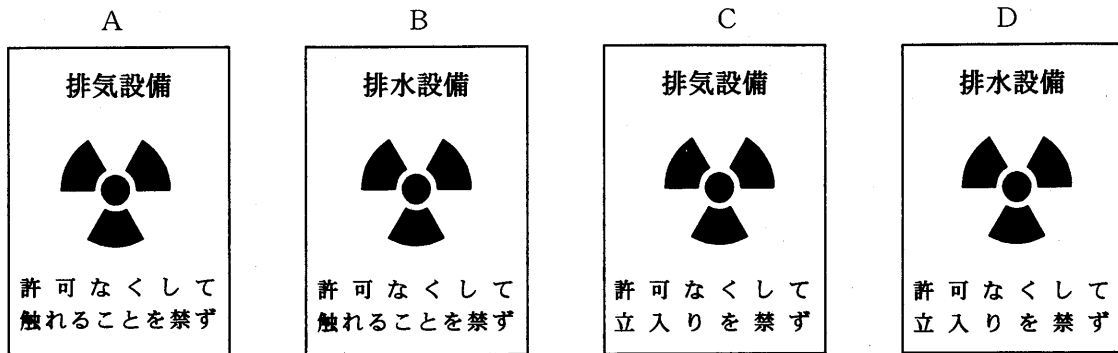 A
排気設備
許可なくして
触れることを禁ず
B
排水設備
許可なくして
触れることを禁ず
C
排気設備
許可なくして
立入りを禁ず
D
排水設備
許可なくして
立入りを禁ず